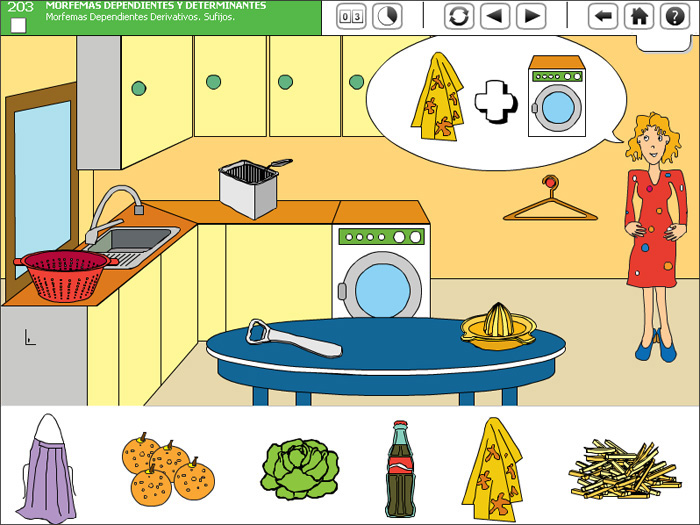 203
MORFEMAS DEPENDIENTES Y DETERMINANTES
Morfemas Dependientes Derivativos. Sufijos.
03
?